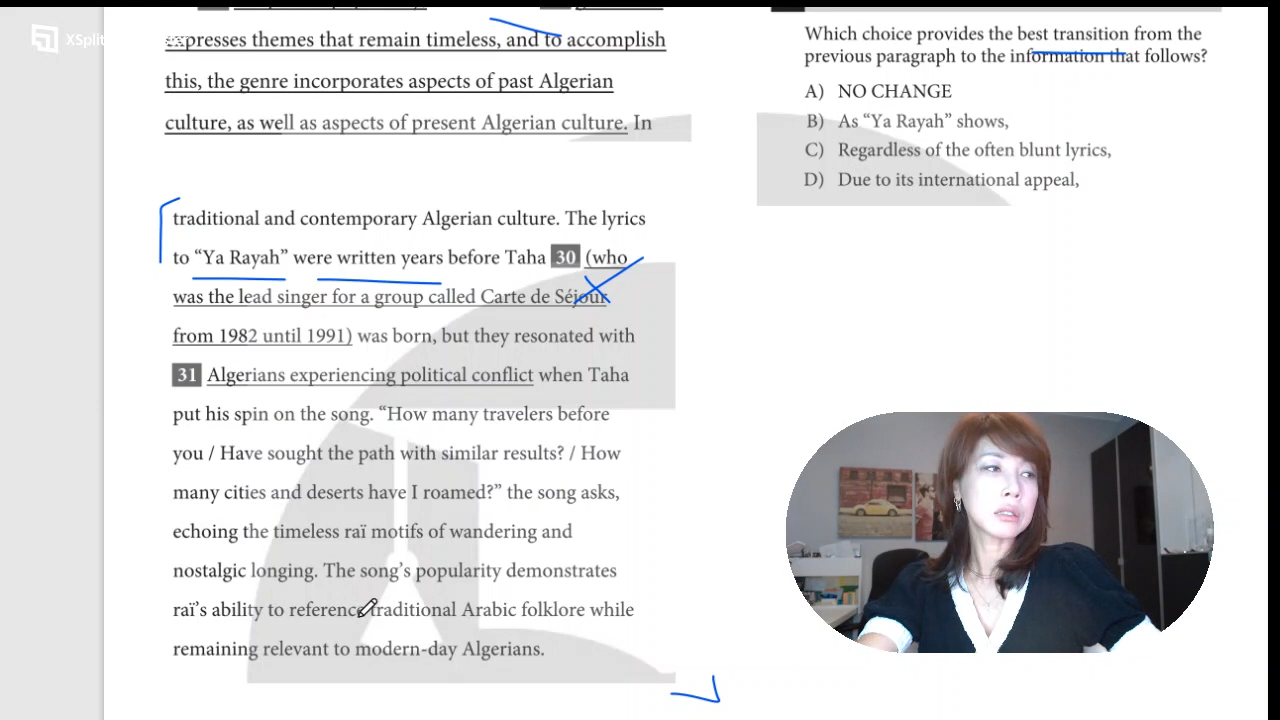 XSplit
expresses themes that remain timeless, and to accomplish
this, the genre incorporates aspects of past Algerian
culture, as well as aspects of present Algerian culture. In
traditional and contemporary Algerian culture. The lyrics
to “Ya Rayah” were written years before Taha 30 (who
was the lead singer for a group called Carte de Séjour
from 1982 until 1991) was born, but they resonated with
31 Algerians experiencing political conflict when Taha
put his spin on the song. “How many travelers before
you / Have sought the path with similar results? / How
many cities and deserts have I roamed?” the song asks,
echoing the timeless raï motifs of wandering and
nostalgic longing. The song’s popularity demonstrates
raï’s ability to reference traditional Arabic folklore while
remaining relevant to modern-day Algerians.
Which choice provides the best transition from the
previous paragraph to the information that follows?
A) NO CHANGE
B) As “Ya Rayah” shows,
C) Regardless of the often blunt lyrics,
D) Due to its international appeal,